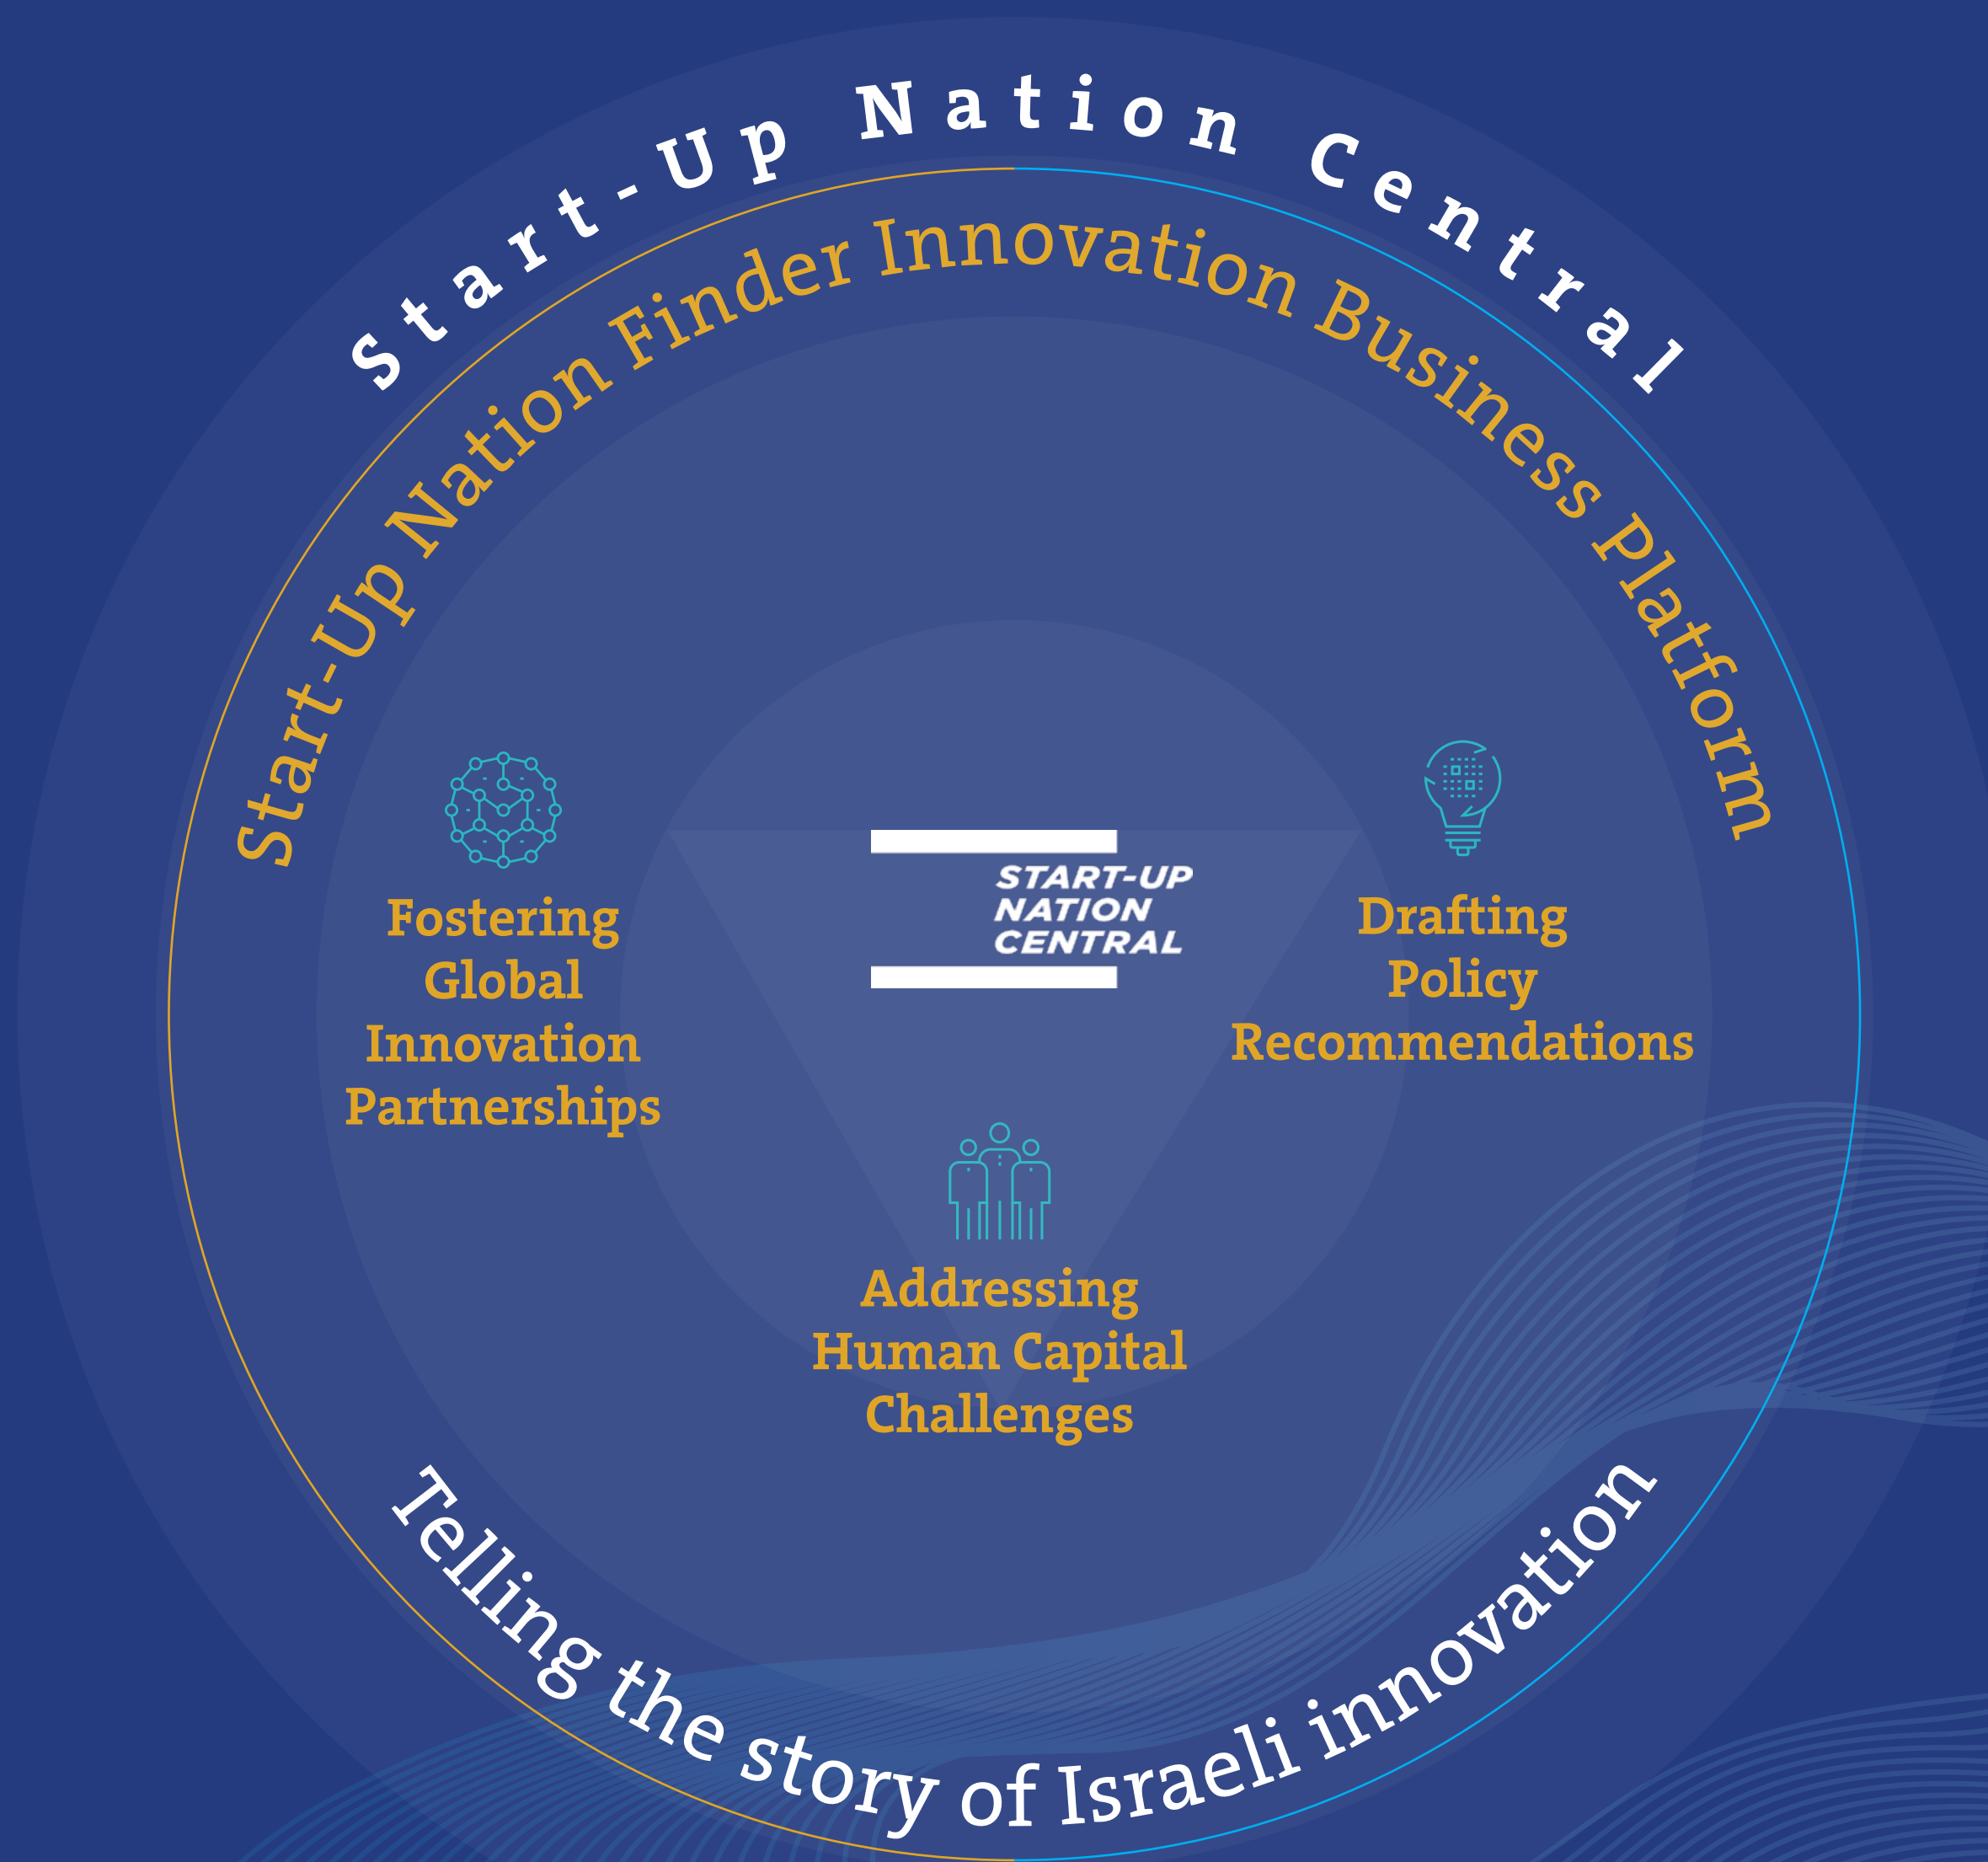 Start-Up Nation Central
Start-Up Nation Finder Innovation Business Platform
Fostering
Global
Innovation
Partnerships
START-UP
NATION
CENTRAL
Drafting
Policy
Recommendations
Addressing
Human Capital
Challenges
Telling the story of Israeli innovation